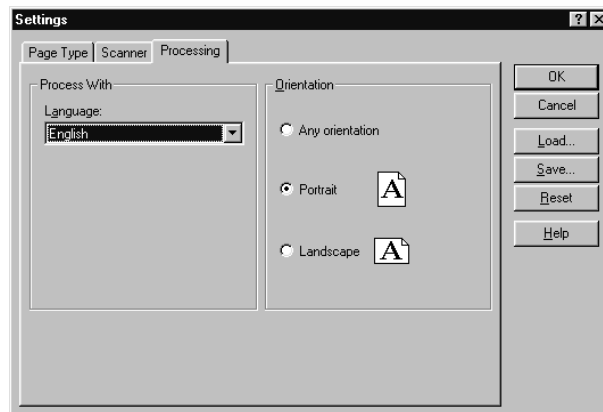 Settings
Page Type Scanner Processing
Process With
Language:
English
Orientation
Any orientation
Portrait A
Landscape A
OK
Cancel
Load...
Save...
Reset
Help